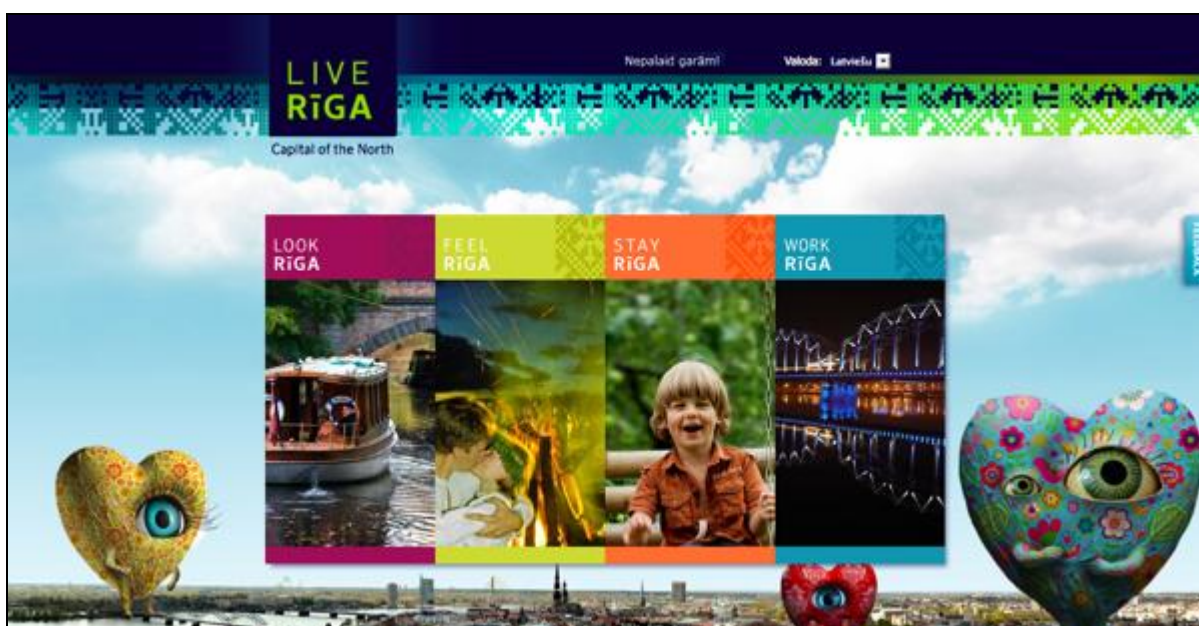 LIVE
RīGA
Capital of the North
Nepalaid garām!
Valoda: Latviešu
LOOK
RīGA
FEEL
RīGA
STAY
RīGA
WORK
RīGA